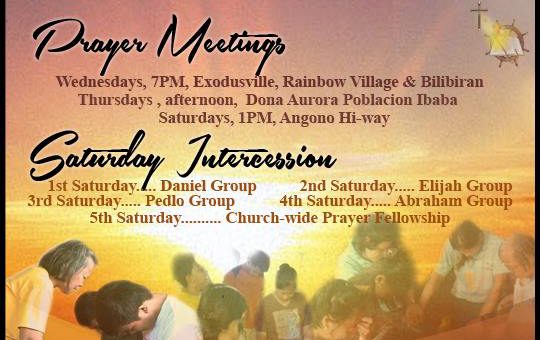 Prayer Meetings
Wednesdays, 7PM, Exodusville, Rainbow Village & Bilibiran
Thursdays , afternoon, Dona Aurora Poblacion Ibaba
Saturdays, 1PM, Angono Hi-way
Saturday Intercession
1st Saturday..... Daniel Group 2nd Saturday..... Elijah Group
3rd Saturday..... Pedlo Group 4th Saturday..... Abraham Group
5th Saturday.......... Church-wide Prayer Fellowship